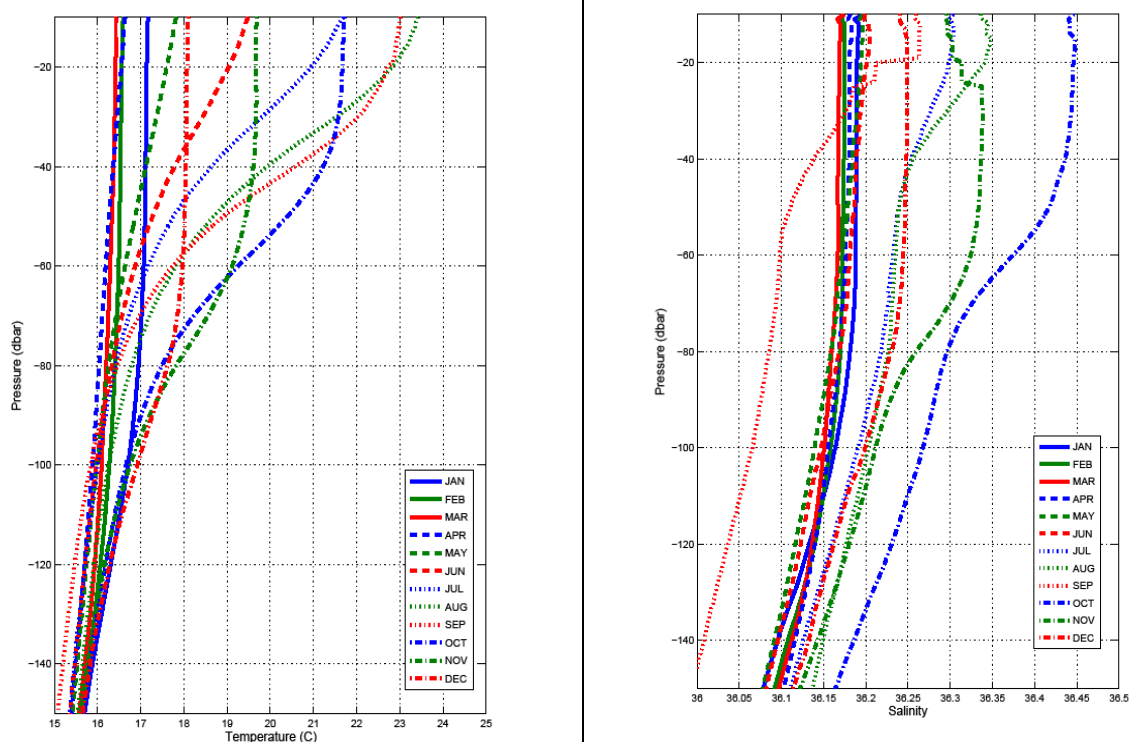 −20
−40
−60
−80
−100
−120
−140
Pressure (dbar)
15 16 17 18 19 20 21 22 23 24 25
Temperature (C)
JAN
FEB
MAR
APR
MAY
JUN
JUL
AUG
SEP
OCT
NOV
DEC
−20
−40
−60
−80
−100
−120
−140
Pressure (dbar)
36 36.05 36.1 36.15 36.2 36.25 36.3 36.35 36.4 36.45 36.5
Salinity
JAN
FEB
MAR
APR
MAY
JUN
JUL
AUG
SEP
OCT
NOV
DEC